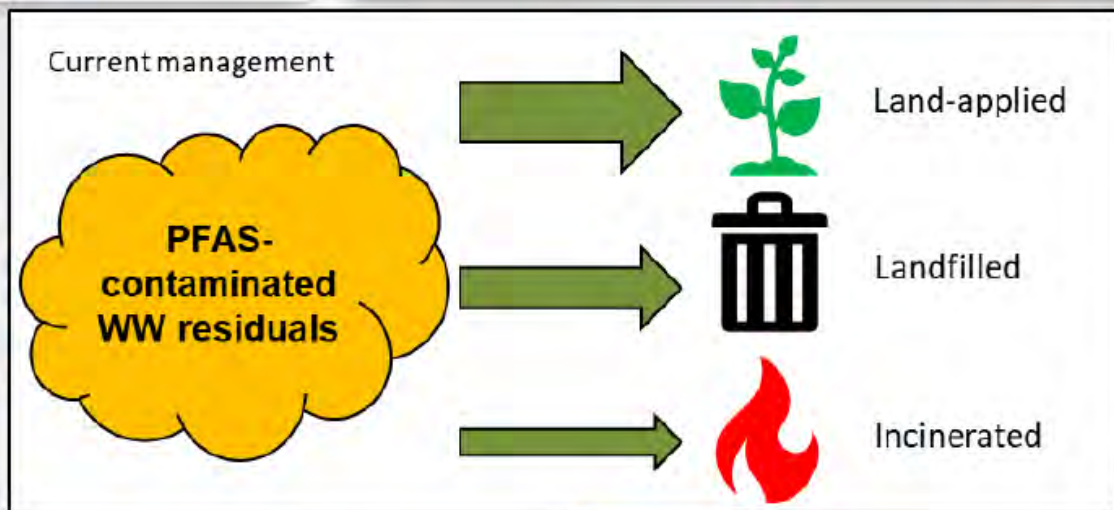 Current management
PFAS-
contaminated
WW residuals
Land-applied
Landfilled
Incinerated